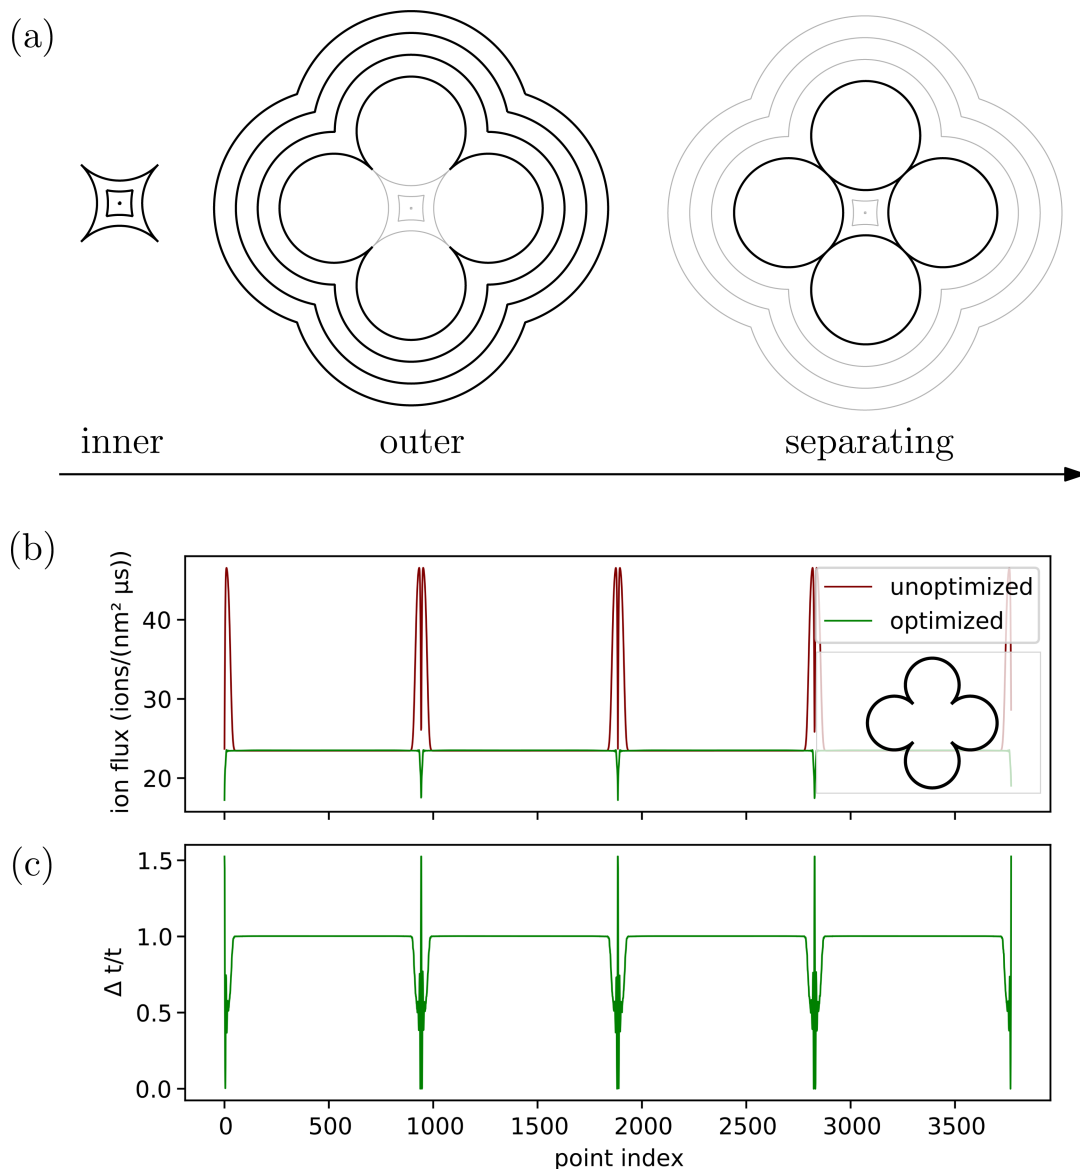 (a)
inner outer separating
(b)
ion flux (ions/(nm² μs))
40
30
20
unoptimized
optimized
(c)
Δ t/t
1.5
1.0
0.5
0.0
0 500 1000 1500 2000 2500 3000 3500
point index